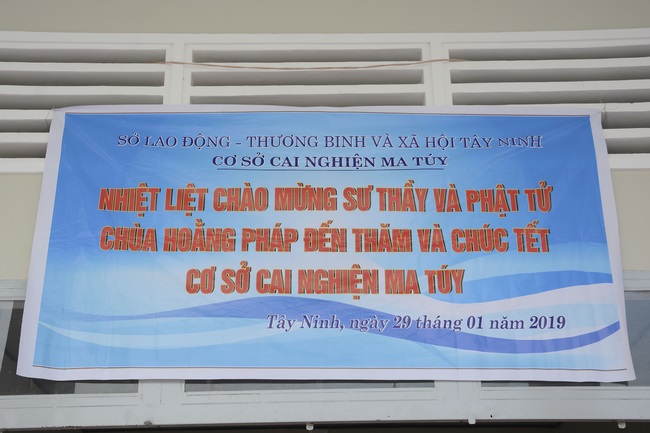 SỞ LAO ĐỘNG - THƯƠNG BINH VÀ XÃ HỘI TÂY NINH
CƠ SỞ CAI NGHIỆN MA TÚY
NHIỆT LIỆT CHÀO MỪNG SƯ THẦY VÀ PHẬT TỬ
CHÙA HOẰNG PHÁP ĐẾN THĂM VÀ CHÚC TẾT
CƠ SỞ CAI NGHIỆN MA TÚY
Tây Ninh, ngày 29 tháng 01 năm 2019